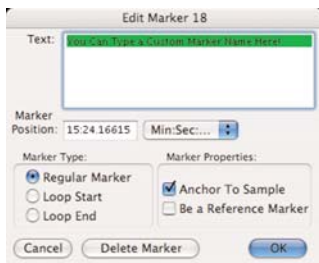 Edit Marker 18
Text: You Can Type a Custom Marker Name Here!
Marker
Position: 15:24.16615 Min:Sec:...
Marker Type: Marker Properties:
Regular Marker
Anchor To Sample
Loop Start
Be a Reference Marker
Loop End
Cancel Delete Marker OK